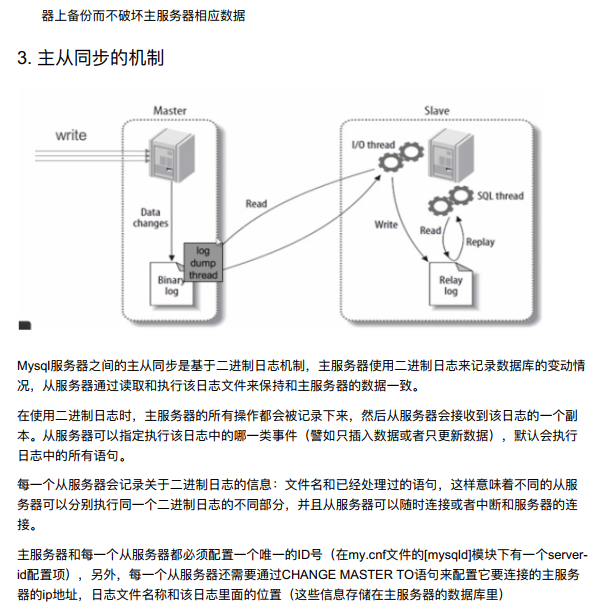 器上备份而不破坏主服务器相应数据
3. 主从同步的机制
Master
Slave
write
I/O thread
SQL thread
Data
changes
Read
Write
Read
Replay
log
dump
thread
Binary
log
Relay
log
Mysql服务器之间的主从同步是基于二进制日志机制，主服务器使用二进制日志来记录数据库的变动情
况，从服务器通过读取和执行该日志文件来保持和主服务器的数据一致。
在使用二进制日志时，主服务器的所有操作都会被记录下来，然后从服务器会接收到该日志的一个副
本。从服务器可以指定执行该日志中的哪一类事件（譬如只插入数据或者只更新数据），默认会执行
日志中的所有语句。
每一个从服务器会记录关于二进制日志的信息：文件名和已经处理过的语句，这样意味着不同的从服
务器可以分别执行同一个二进制日志的不同部分，并且从服务器可以随时连接或者中断和服务器的连
接。
主服务器和每一个从服务器都必须配置一个唯一的ID号（在my.cnf文件的[mysqld]模块下有一个server-
id配置项），另外，每一个从服务器还需要通过CHANGE MASTER TO语句来配置它要连接的主服务
器的ip地址，日志文件名称和该日志里面的位置（这些信息存储在主服务器的数据库里）